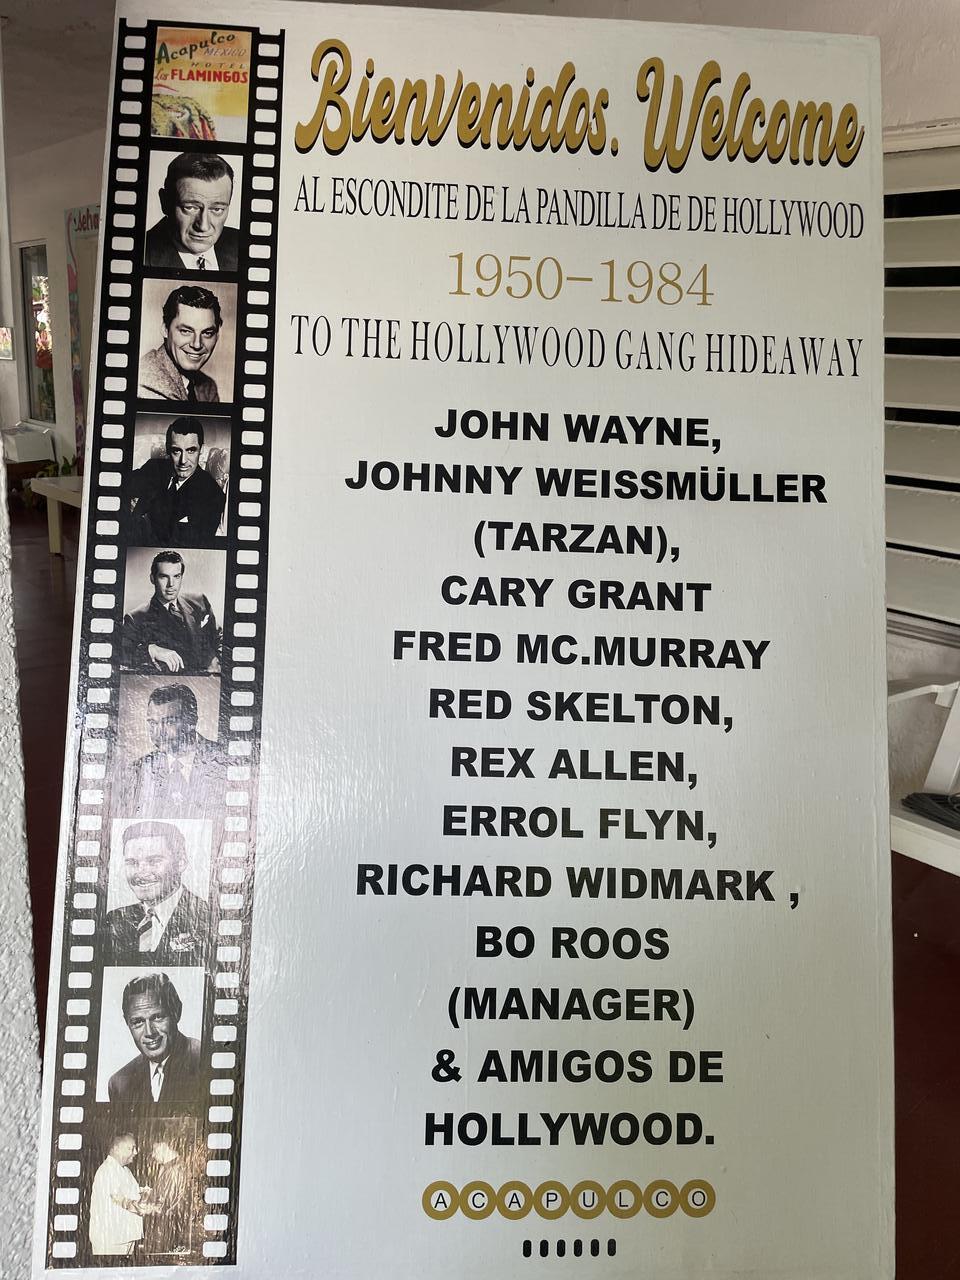 Acapulco
MEXICO
HOTEL
Los FLAMINGOS
Bienvenidos. Welcome
AL ESCONDITE DE LA PANDILLA DE DE HOLLYWOOD
1950-1984
TO THE HOLLYWOOD GANG HIDEAWAY
JOHN WAYNE,
JOHNNY WEISSMÜLLER
(TARZAN),
CARY GRANT
FRED MC.MURRAY
RED SKELTON,
REX ALLEN,
ERROL FLYN,
RICHARD WIDMARK ,
BO ROOS
(MANAGER)
& AMIGOS DE
HOLLYWOOD.
ACAPULCO